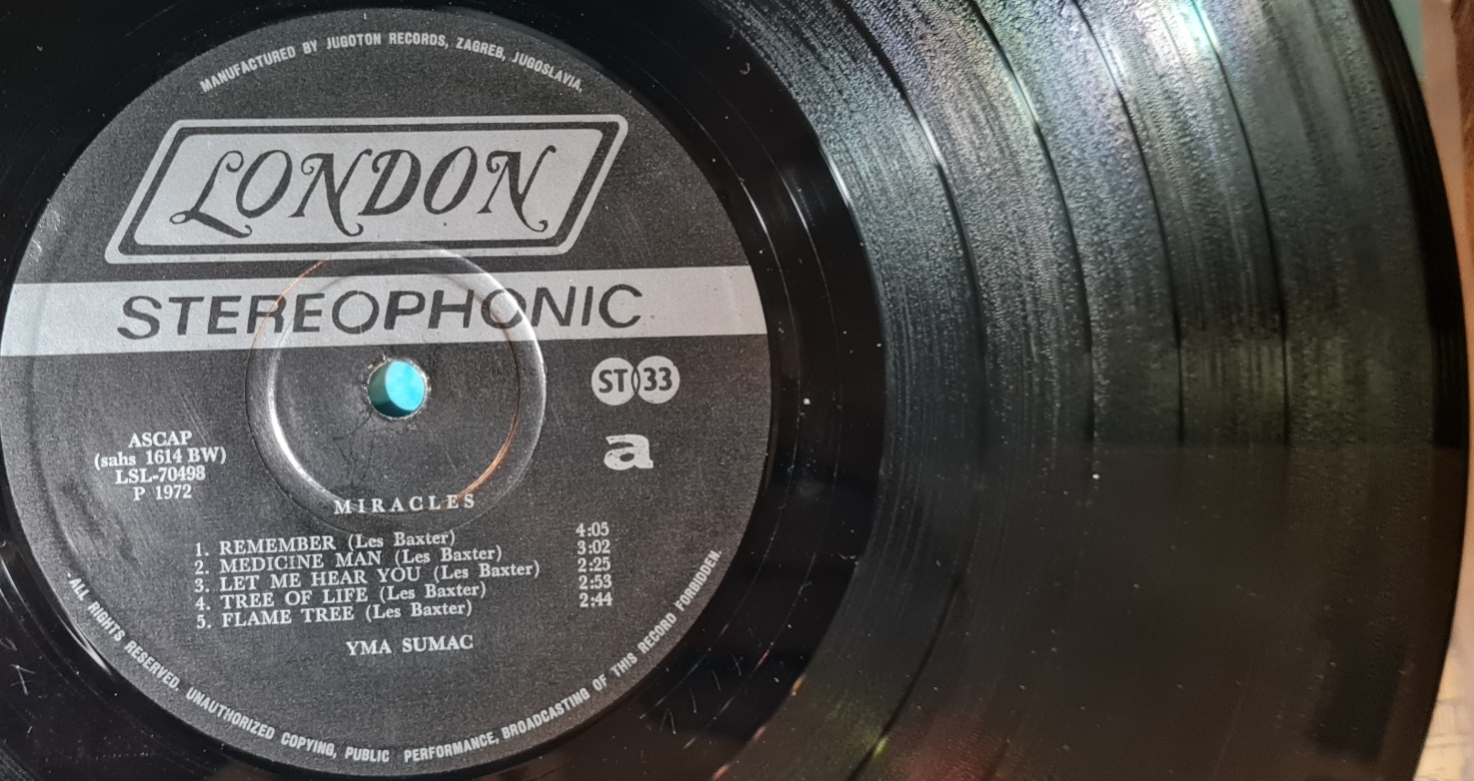 MANUFACTURED BY JUGOTON RECORDS, ZAGREB, JUGOSLAVIA.
LONDON
STEREOPHONIC
ST 33
a
ASCAP
(sahs 1614 BW)
LSL-70498
P 1972
MIRACLES
1. REMEMBER (Les Baxter) 4:05
2. MEDICINE MAN (Les Baxter) 3:02
3. LET ME HEAR YOU (Les Baxter) 2:25
4. TREE OF LIFE (Les Baxter) 2:53
5. FLAME TREE (Les Baxter) 2:44
YMA SUMAC
. ALL RIGHTS RESERVED. UNAUTHORIZED COPYING, PUBLIC PERFORMANCE, BROADCASTING OF THIS RECORD FORBIDDEN.